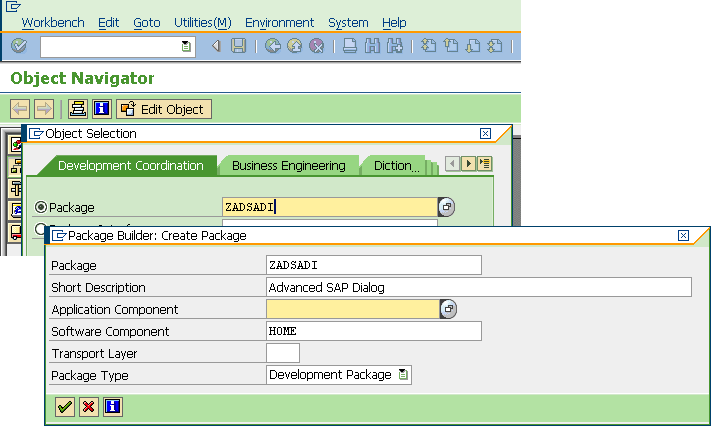 Workbench Edit Goto Utilities(M) Environment System Help
Object Navigator
Edit Object
Object Selection
Development Coordination Business Engineering Diction...
Package ZADSADI
Package Builder: Create Package
Package ZADSADI
Short Description Advanced SAP Dialog
Application Component
Software Component HOME
Transport Layer
Package Type Development Package